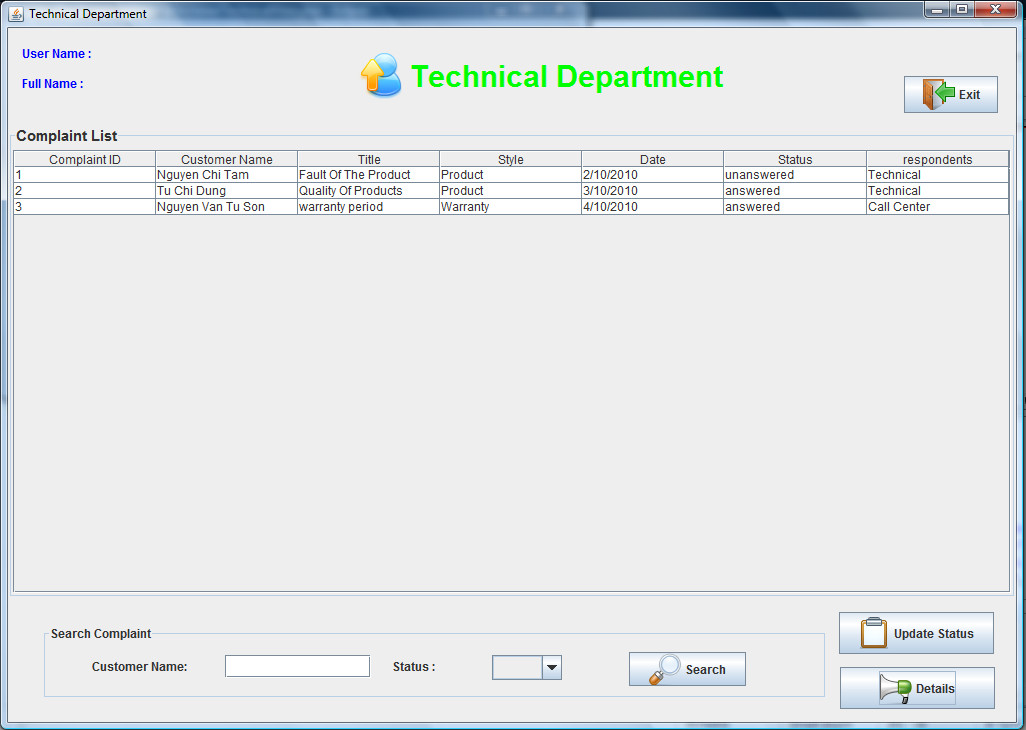 Technical Department
User Name :
Full Name :
Technical Department
Exit
Complaint List
Complaint ID Customer Name Title Style Date Status respondents
1 Nguyen Chi Tam Fault Of The Product Product 2/10/2010 unanswered Technical
2 Tu Chi Dung Quality Of Products Product 3/10/2010 answered Technical
3 Nguyen Van Tu Son warranty period Warranty 4/10/2010 answered Call Center
Search Complaint
Customer Name: Status : Search
Update Status
Details